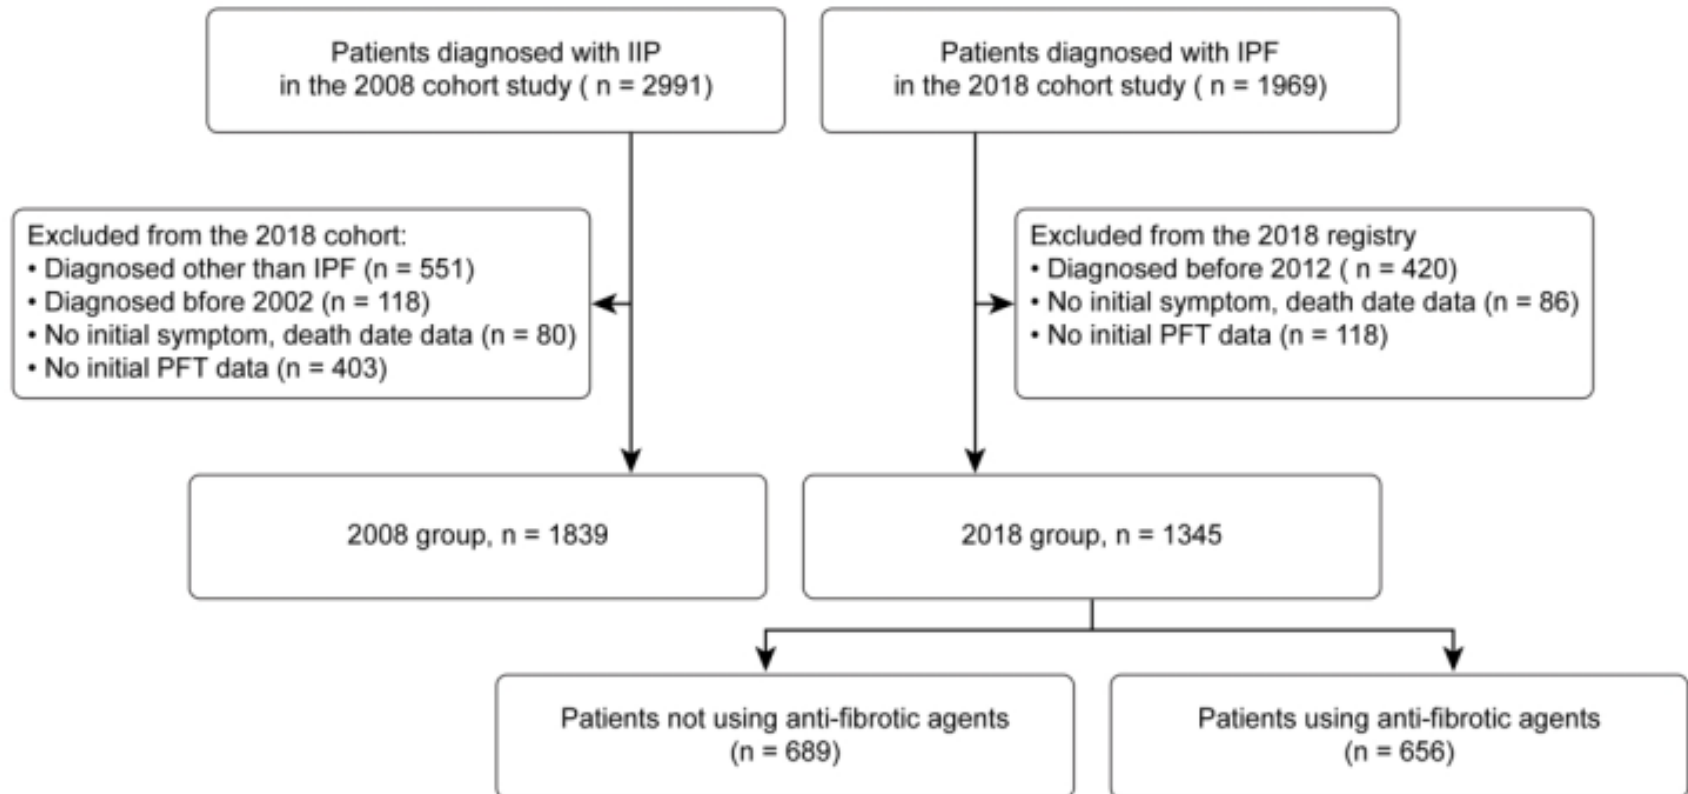 Patients diagnosed with IIP
in the 2008 cohort study ( n = 2991)
Patients diagnosed with IPF
in the 2018 cohort study ( n = 1969)
Excluded from the 2018 cohort:
• Diagnosed other than IPF (n = 551)
• Diagnosed bfore 2002 (n = 118)
• No initial symptom, death date data (n = 80)
• No initial PFT data (n = 403)
Excluded from the 2018 registry
• Diagnosed before 2012 ( n = 420)
• No initial symptom, death date data (n = 86)
• No initial PFT data (n = 118)
2008 group, n = 1839
2018 group, n = 1345
Patients not using anti-fibrotic agents
(n = 689)
Patients using anti-fibrotic agents
(n = 656)